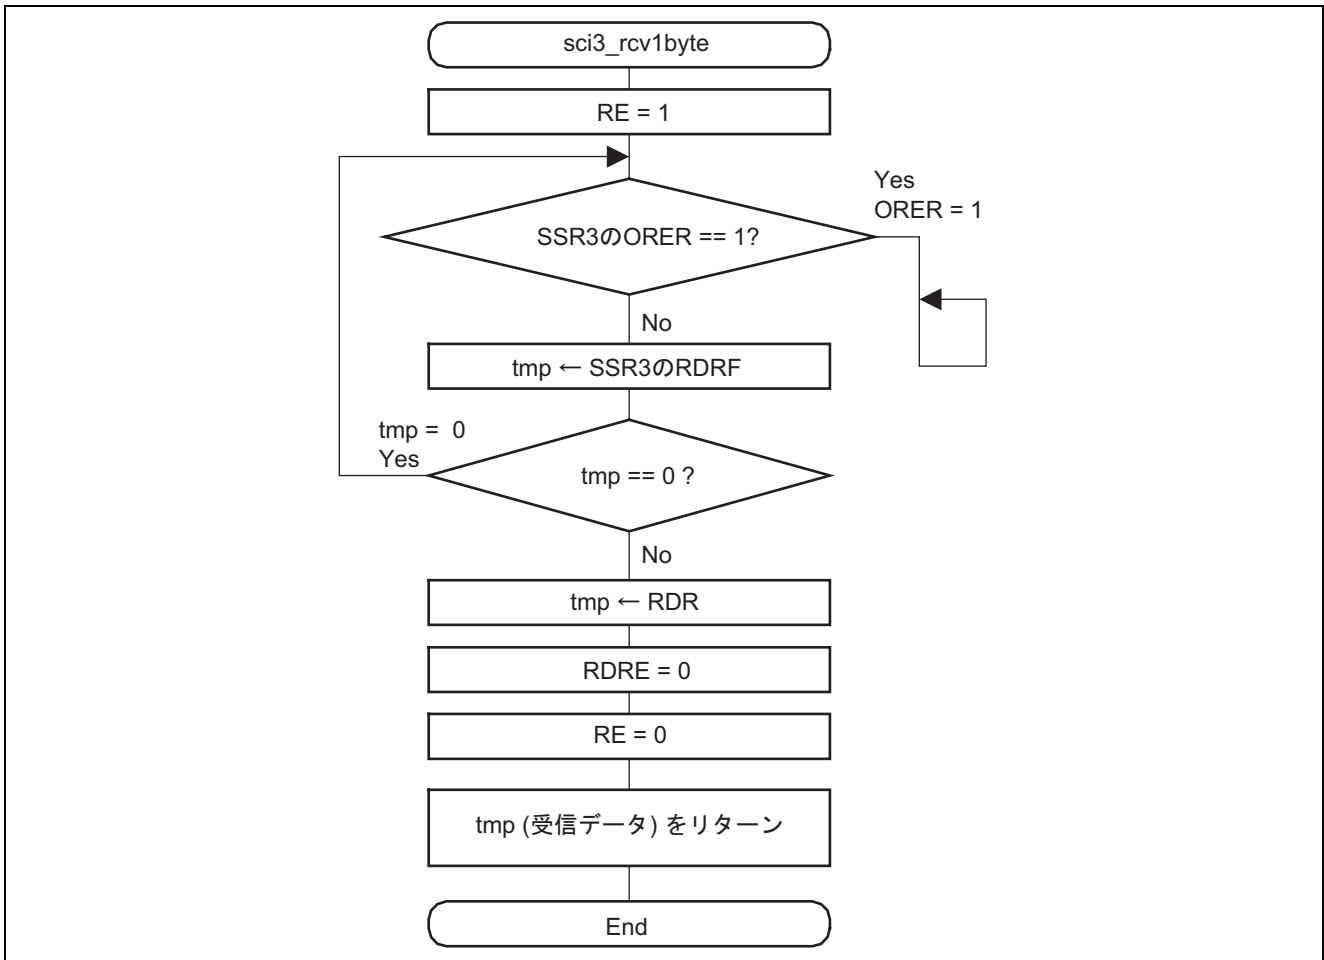 sci3_rcv1byte
RE = 1
Yes
ORER = 1
SSR3のORER == 1?
No
tmp ← SSR3のRDRF
tmp =  0
Yes
tmp == 0 ?
No
tmp ← RDR
RDRE = 0
RE = 0
tmp (受信データ) をリターン
End